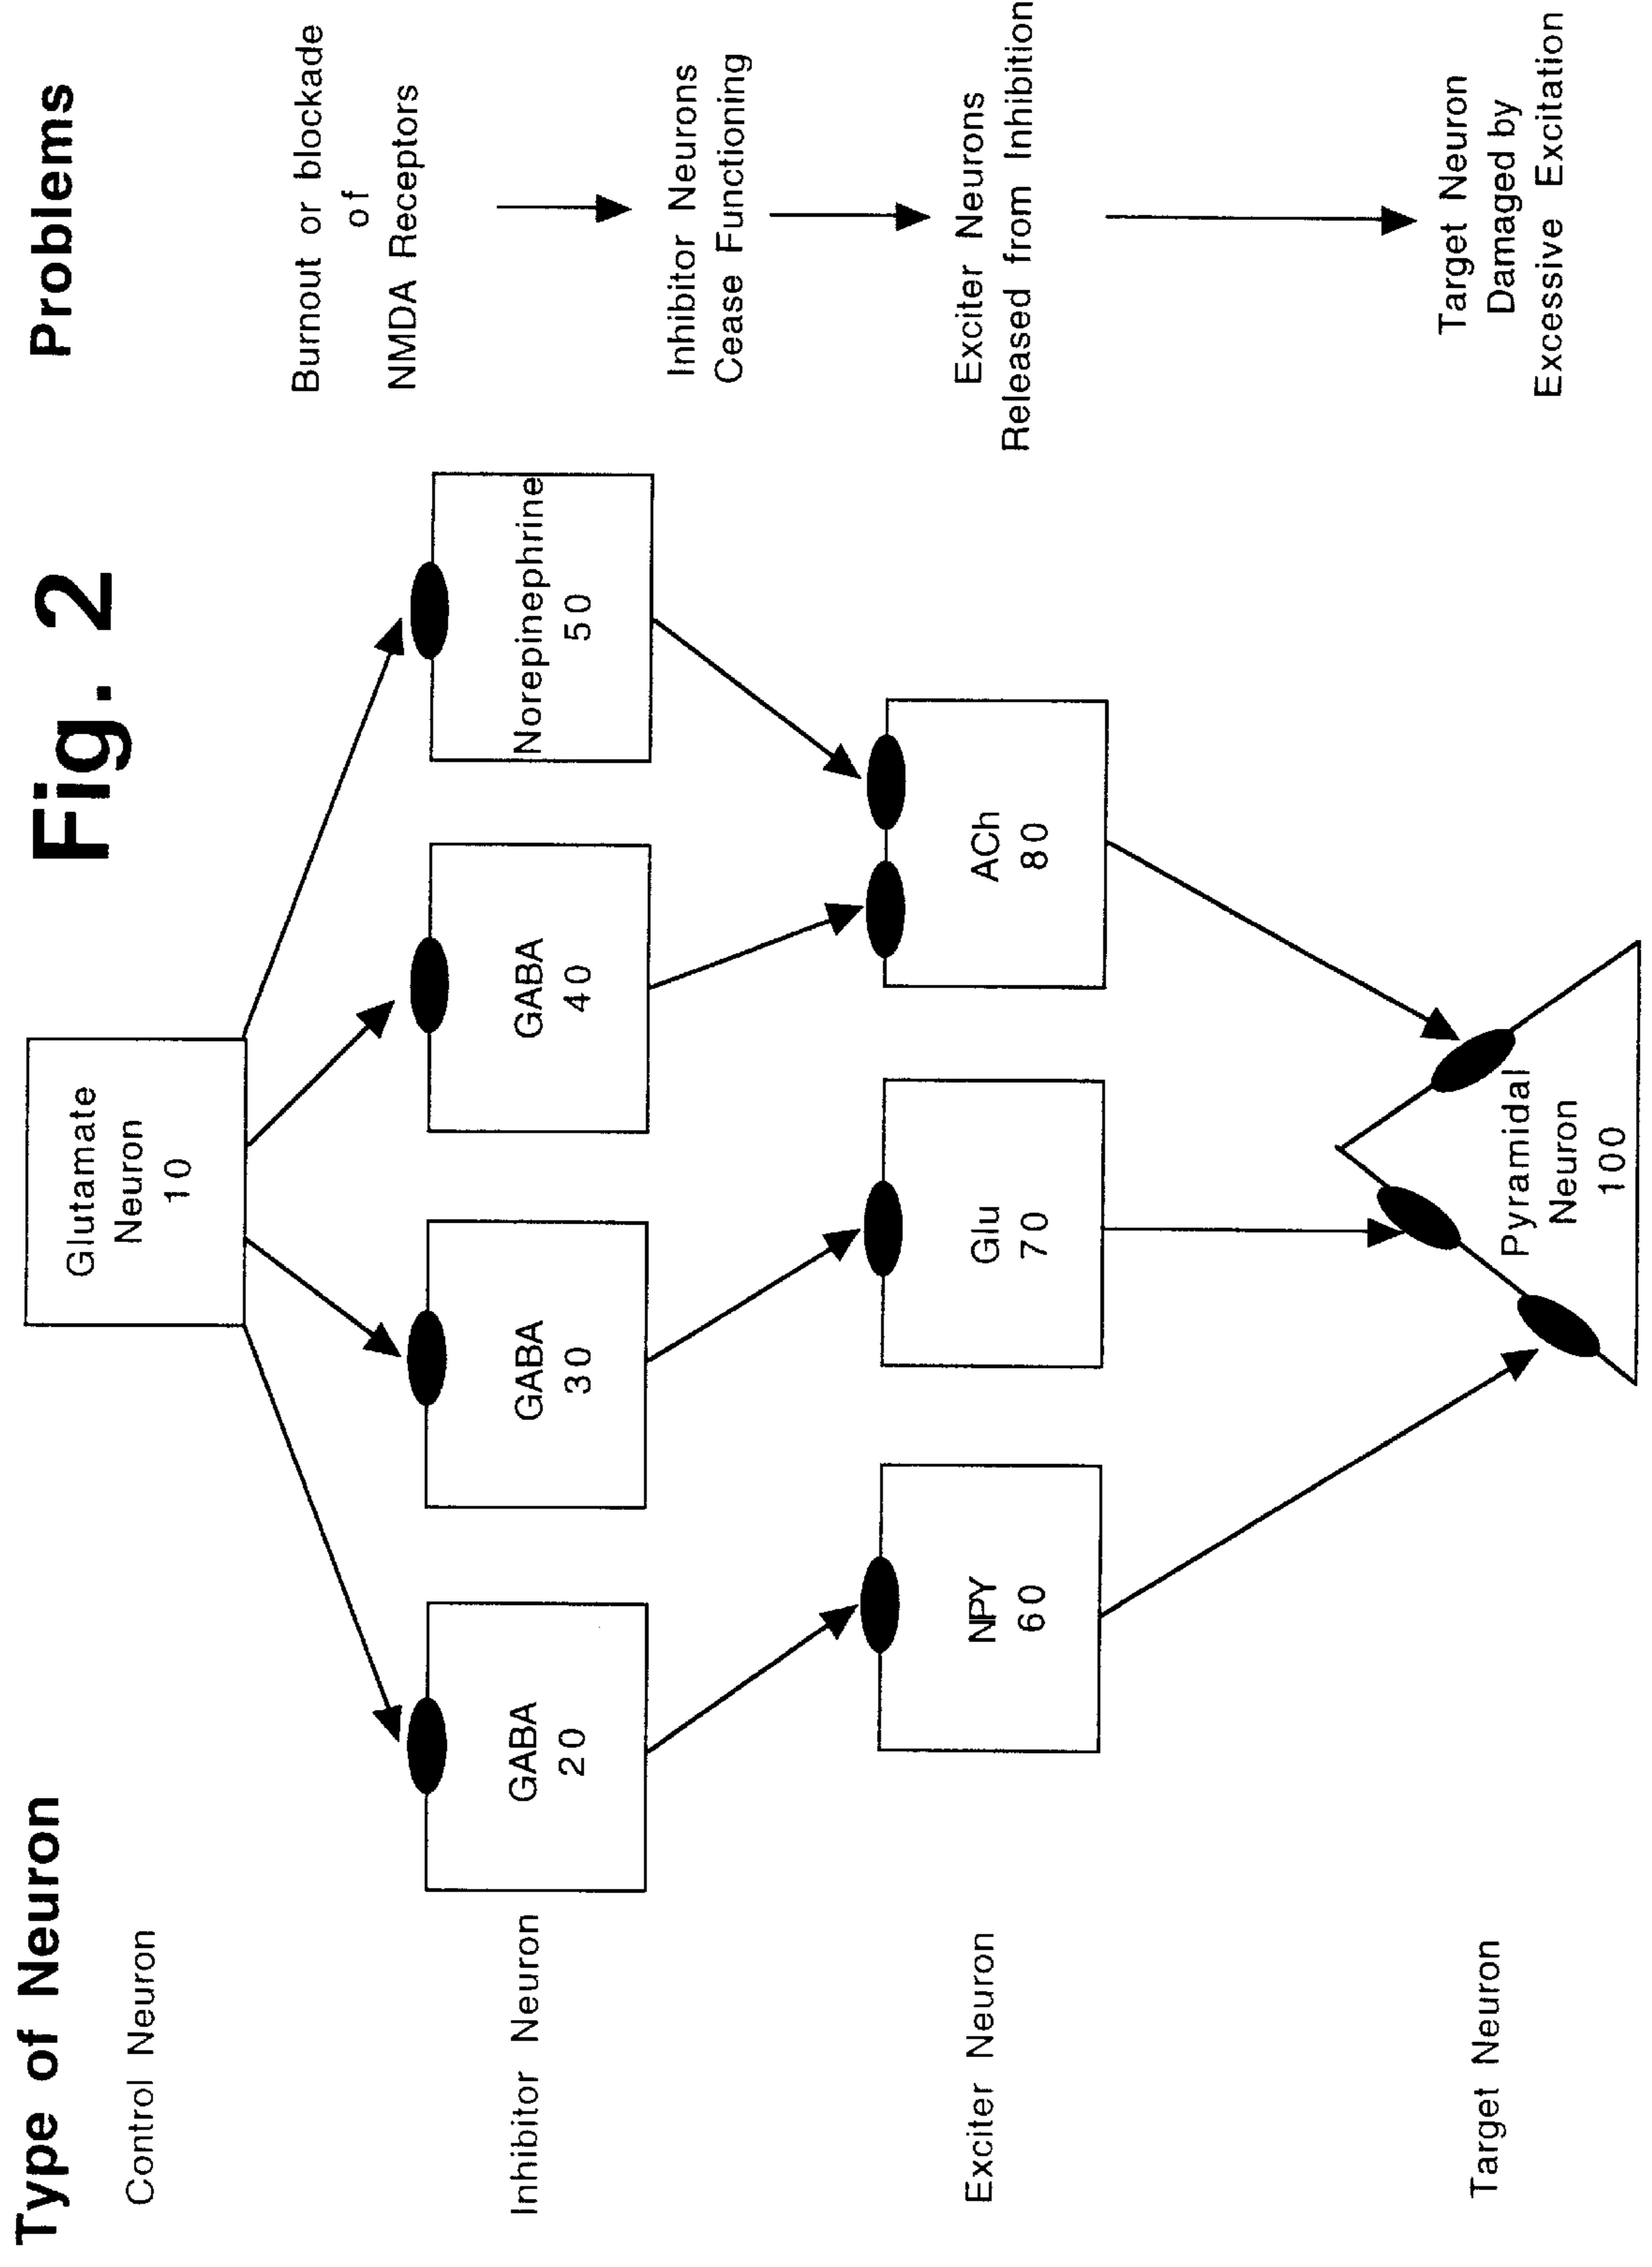 Fig. 2
Type of Neuron
Problems
Control Neuron
Glutamate
Neuron
10
Burnout or blockade
of
NMDA Receptors
Inhibitor Neuron
GABA
20
GABA
30
GABA
40
Norepinephrine
50
Inhibitor Neurons
Cease Functioning
Exciter Neuron
NPY
60
Glu
70
ACh
80
Exciter Neurons
Released from Inhibition
Target Neuron
Pyramidal
Neuron
100
Target Neuron
Damaged by
Excessive Excitation